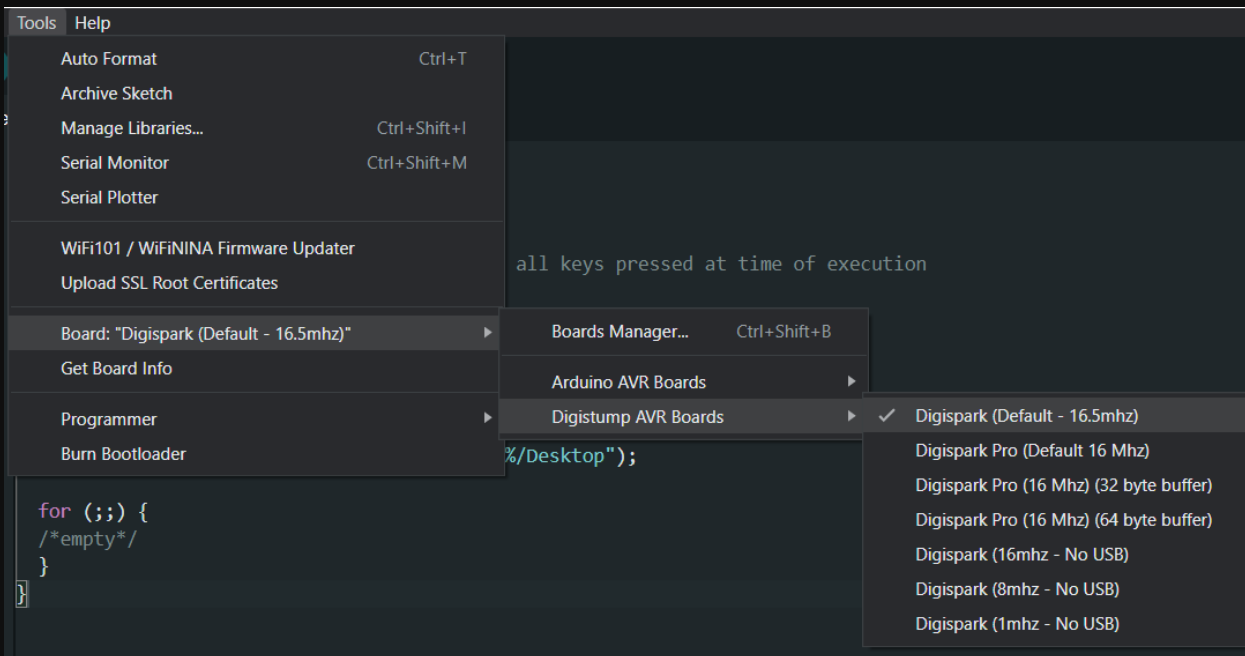 Tools Help
Auto Format Ctrl+T
Archive Sketch
Manage Libraries... Ctrl+Shift+I
Serial Monitor Ctrl+Shift+M
Serial Plotter
WiFi101 / WiFiNINA Firmware Updater
all keys pressed at time of execution
Upload SSL Root Certificates
Board: "Digispark (Default - 16.5mhz)"
Boards Manager... Ctrl+Shift+B
Get Board Info
Arduino AVR Boards
Programmer
Digistump AVR Boards
Digispark (Default - 16.5mhz)
Burn Bootloader
%/Desktop");
Digispark Pro (Default 16 Mhz)
Digispark Pro (16 Mhz) (32 byte buffer)
Digispark Pro (16 Mhz) (64 byte buffer)
Digispark (16mhz - No USB)
Digispark (8mhz - No USB)
Digispark (1mhz - No USB)
for (;;) {
/*empty*/
}
}